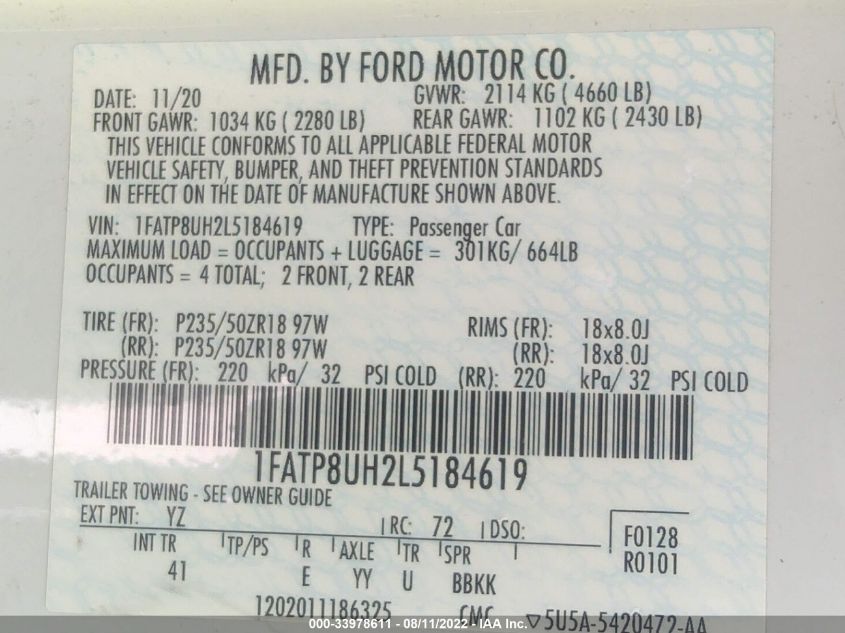 MFD. BY FORD MOTOR CO.
DATE: 11/20 GVWR: 2114 KG ( 4660 LB)
FRONT GAWR: 1034 KG ( 2280 LB) REAR GAWR: 1102 KG ( 2430 LB)
THIS VEHICLE CONFORMS TO ALL APPLICABLE FEDERAL MOTOR
VEHICLE SAFETY, BUMPER, AND THEFT PREVENTION STANDARDS
IN EFFECT ON THE DATE OF MANUFACTURE SHOWN ABOVE.
VIN: 1FATP8UH2L5184619 TYPE: Passenger Car
MAXIMUM LOAD = OCCUPANTS + LUGGAGE = 301KG/ 664LB
OCCUPANTS = 4 TOTAL; 2 FRONT, 2 REAR
TIRE (FR): P235/50ZR18 97W RIMS (FR): 18x8.0J
(RR): P235/50ZR18 97W (RR): 18x8.0J
PRESSURE (FR): 220 kPa/ 32 PSI COLD (RR): 220 kPa/ 32 PSI COLD
1FATP8UH2L5184619
TRAILER TOWING - SEE OWNER GUIDE
EXT PNT: YZ RC: 72 DSO: F0128
INT TR TP/PS R AXLE TR SPR R0101
41 E YY U BBKK
1202011186325 CMC ▽5U5A-5420472-AA
000-33978611 - 08/11/2022 - IAA Inc.